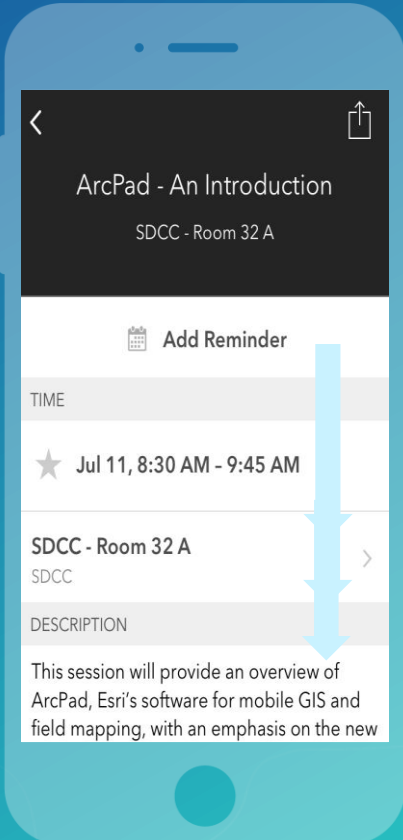 ArcPad - An Introduction
SDCC - Room 32 A
Add Reminder
TIME
Jul 11, 8:30 AM - 9:45 AM
SDCC - Room 32 A
SDCC
DESCRIPTION
This session will provide an overview of
ArcPad, Esri's software for mobile GIS and
field mapping, with an emphasis on the new